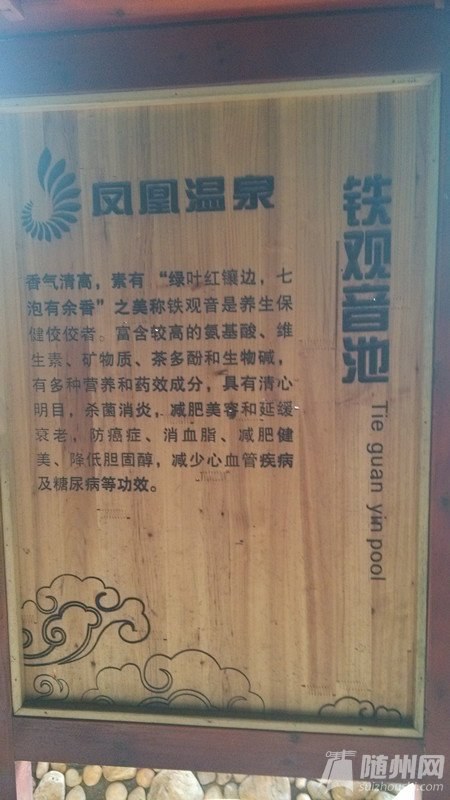 凤凰温泉
铁观音池
Tie guan yin pool
香气清高，素有“绿叶红镶边，七
泡有余香”之美称铁观音是养生保
健佼佼者。富含较高的氨基酸、维
生素、矿物质、茶多酚和生物碱，
有多种营养和药效成分，具有清心
明目，杀菌消炎，减肥美容和延缓
衰老，防癌症、消血脂、减肥健
美、降低胆固醇，减少心血管疾病
及糖尿病等功效。
随州网